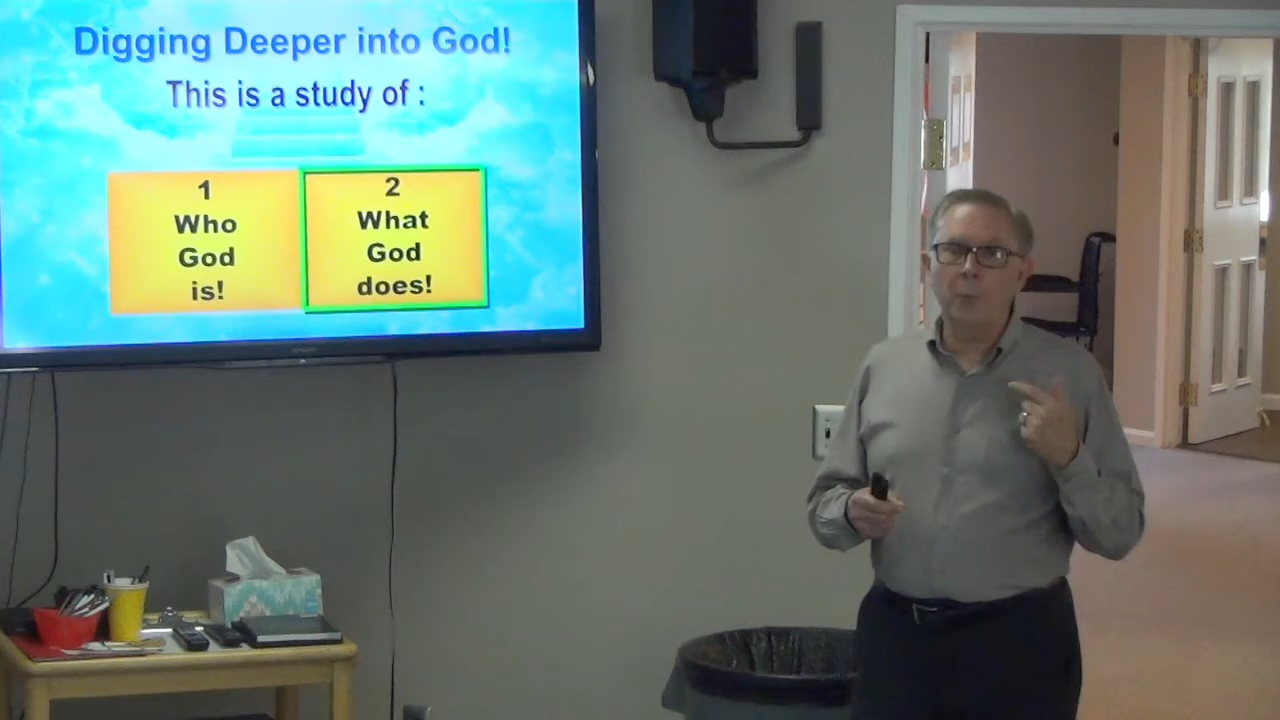 Digging Deeper into God!
This is a study of :
1
Who
God
is!
2
What
God
does!